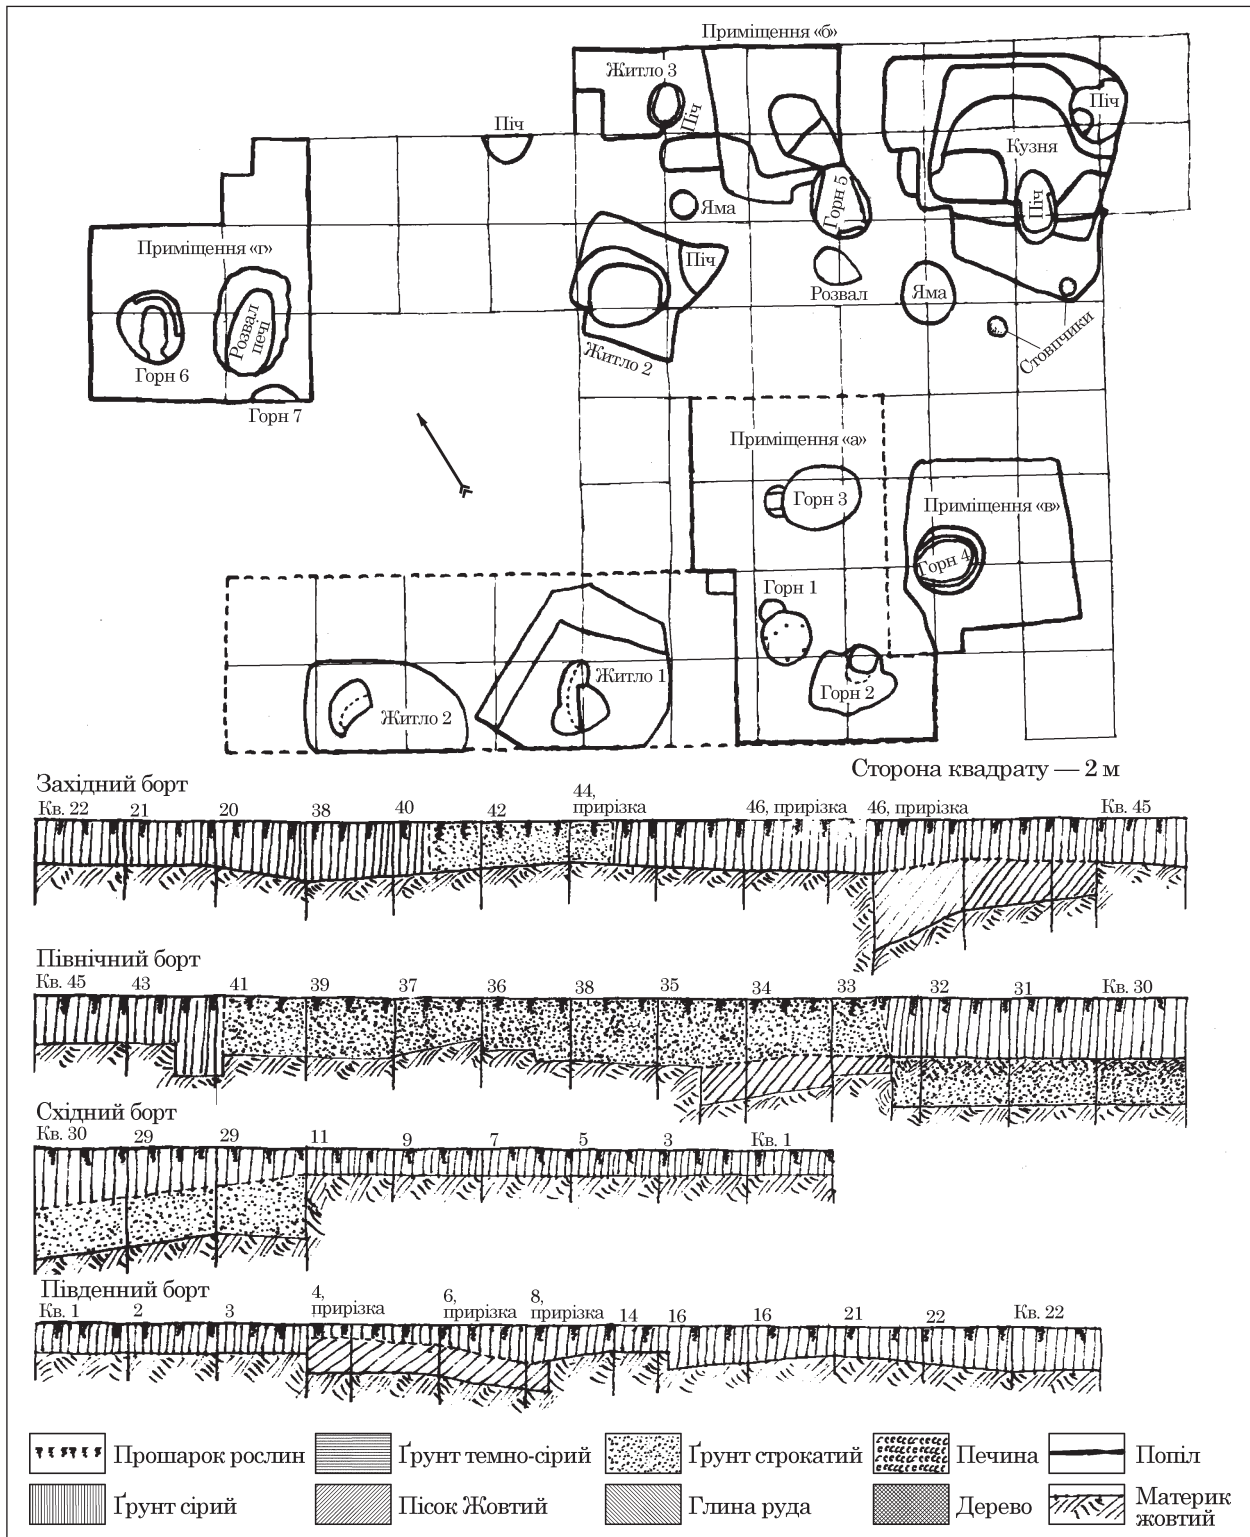 Приміщення «б»
Житло 3
Піч
Піч
Піч
Кузня
Горн 5
Піч
Яма
Приміщення «г»
Піч
Розвал
Яма
Розвал
печі
Горн 6
Стовпчики
Житло 2
Горн 7
Приміщення «а»
Горн 3
Приміщення «в»
Горн 4
Горн 1
Житло 1
Горн 2
Житло 2
Сторона квадрату — 2 м
Західний борт
Кв. 22 21 20 38 40 42 44, прирізка 46, прирізка 46, прирізка Кв. 45
Північний борт
Кв. 45 43 41 39 37 36 38 35 34 33 32 31 Кв. 30
Східний борт
Кв. 30 29 29 11 9 7 5 3 Кв. 1
Південний борт
Кв. 1 2 3 4, прирізка 6, прирізка 8, прирізка 14 16 16 21 22 Кв. 22
Прошарок рослин Ґрунт темно-сірий Ґрунт строкатий Печина Попіл
Ґрунт сірий Пісок Жовтий Глина руда Дерево Материк
жовтий